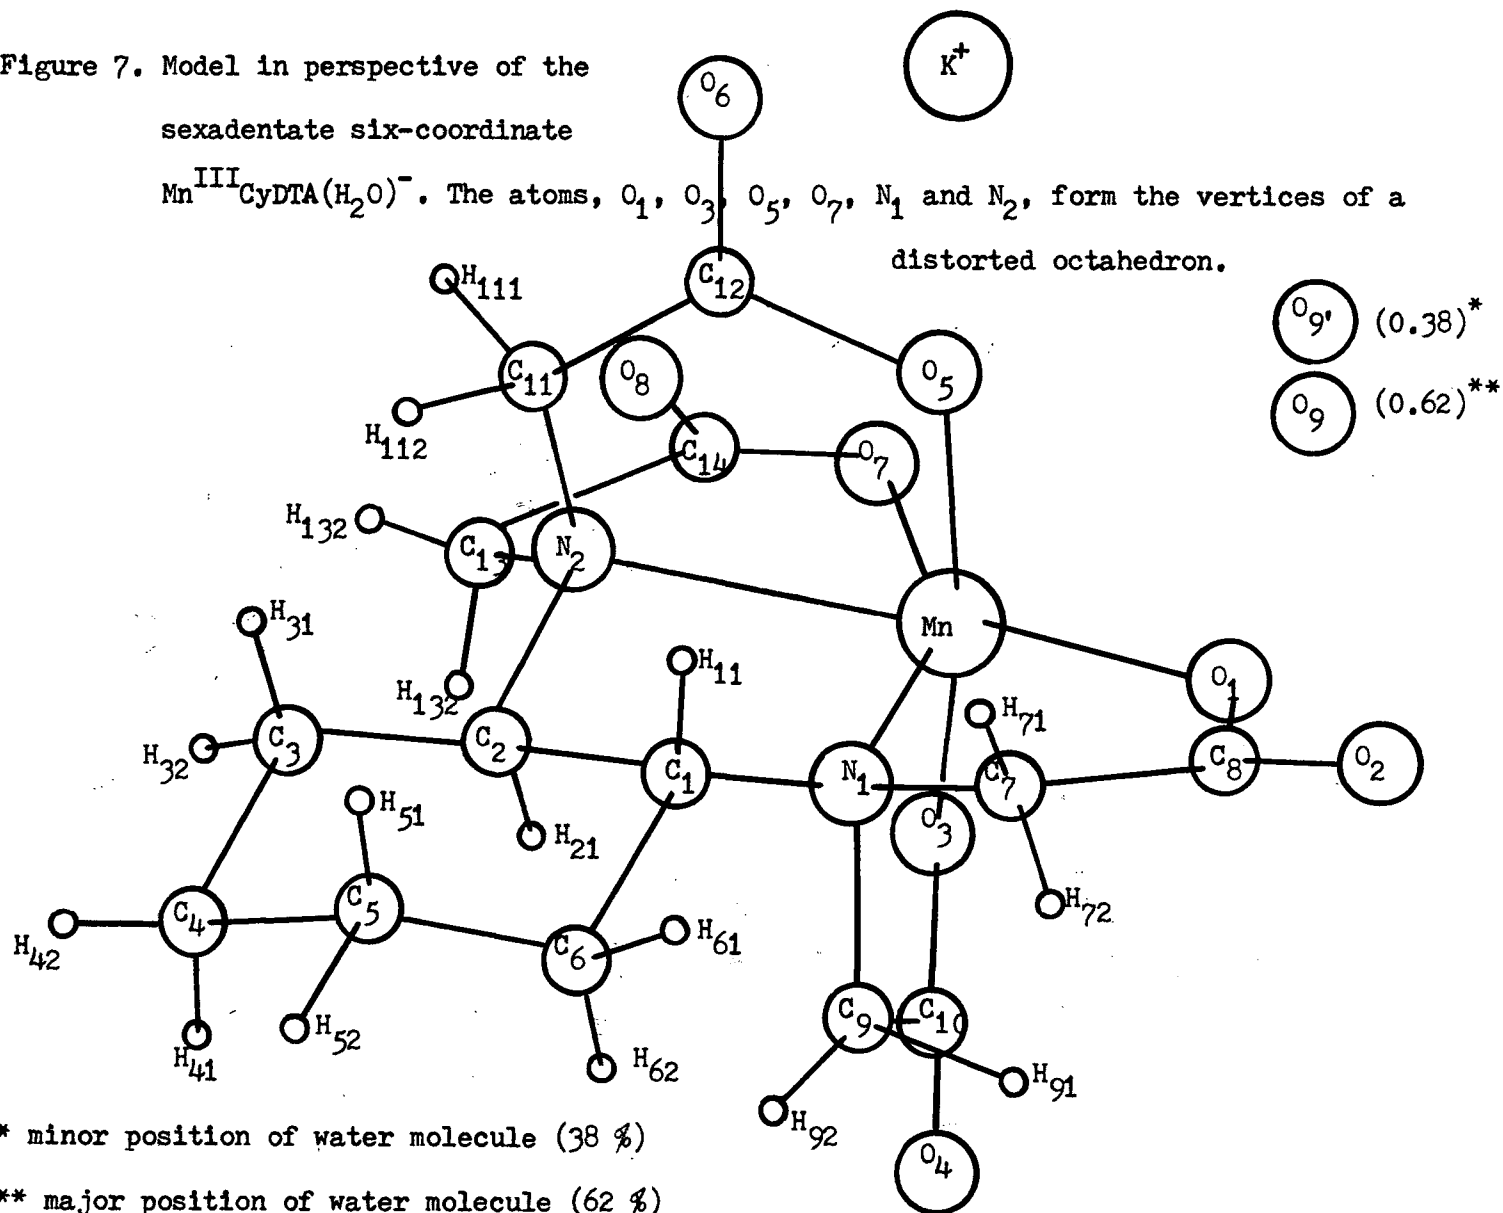 K+
Figure 7. Model in perspective of the
O6
sexadentate six-coordinate
MnIIICyDTA(H2O)-. The atoms, O1, O3, O5, O7, N1 and N2, form the vertices of a
distorted octahedron.
H111
C12
O9' (0.38)*
C11
O8
O5
O9 (0.62)**
H112
C14
O7
H132
C13
N2
H31
Mn
H11
O1
H132
H71
C3
C2
H32
C1
N1
C7
C8
O2
H51
H21
O3
C4
C5
H72
H42
C6
H61
C9
C10
H52
H41
H62
H91
H92
* minor position of water molecule (38 %)
O4
** major position of water molecule (62 %)